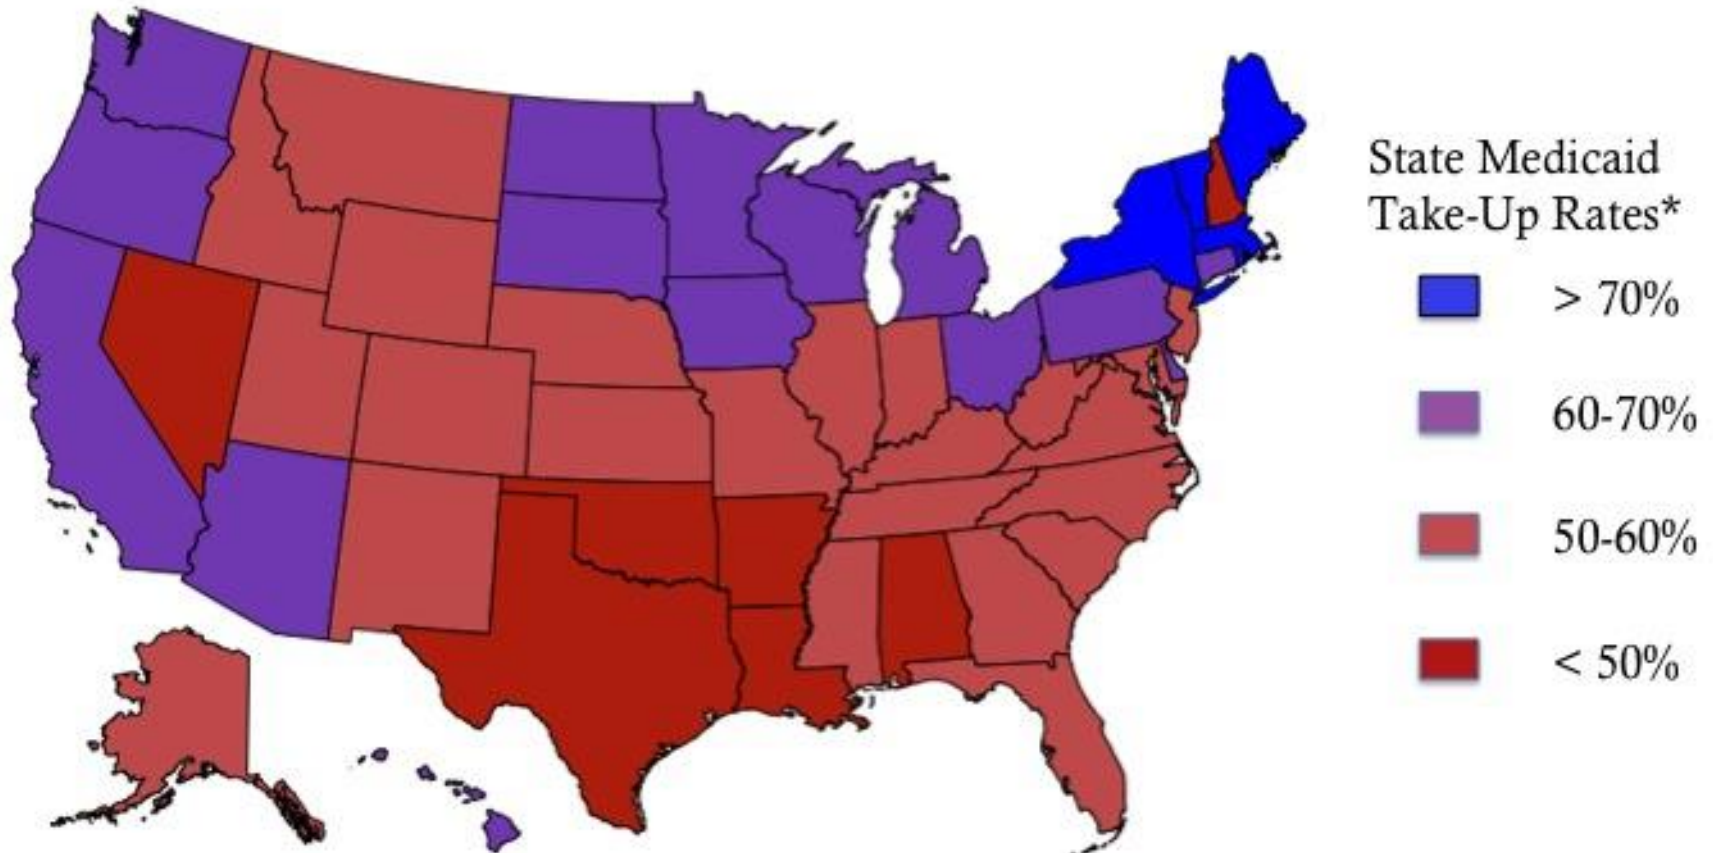 State Medicaid
Take-Up Rates*
> 70%
60-70%
50-60%
< 50%